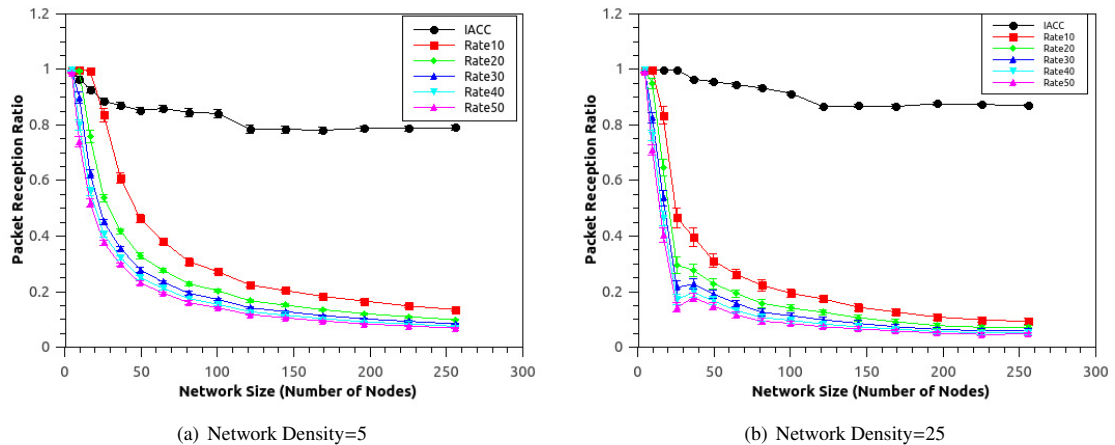 1.2
1
0.8
0.6
0.4
0.2
0
Packet Reception Ratio
0 50 100 150 200 250 300
Network Size (Number of Nodes)
IACC
Rate10
Rate20
Rate30
Rate40
Rate50
(a) Network Density=5
1.2
1
0.8
0.6
0.4
0.2
0
Packet Reception Ratio
0 50 100 150 200 250 300
Network Size (Number of Nodes)
IACC
Rate10
Rate20
Rate30
Rate40
Rate50
(b) Network Density=25